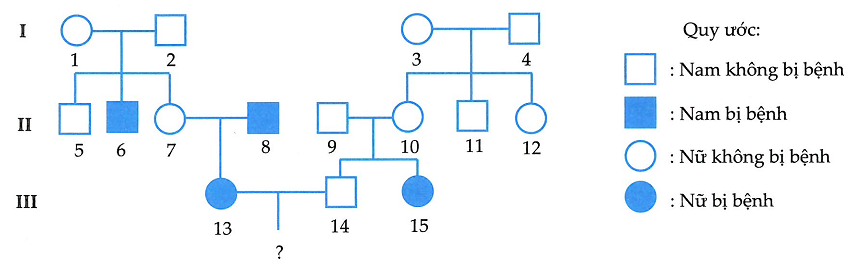 I
1
2
3
4
Quy ước:
: Nam không bị bệnh
: Nam bị bệnh
: Nữ không bị bệnh
: Nữ bị bệnh
II
5
6
7
8
9
10
11
12
III
13
14
15
?